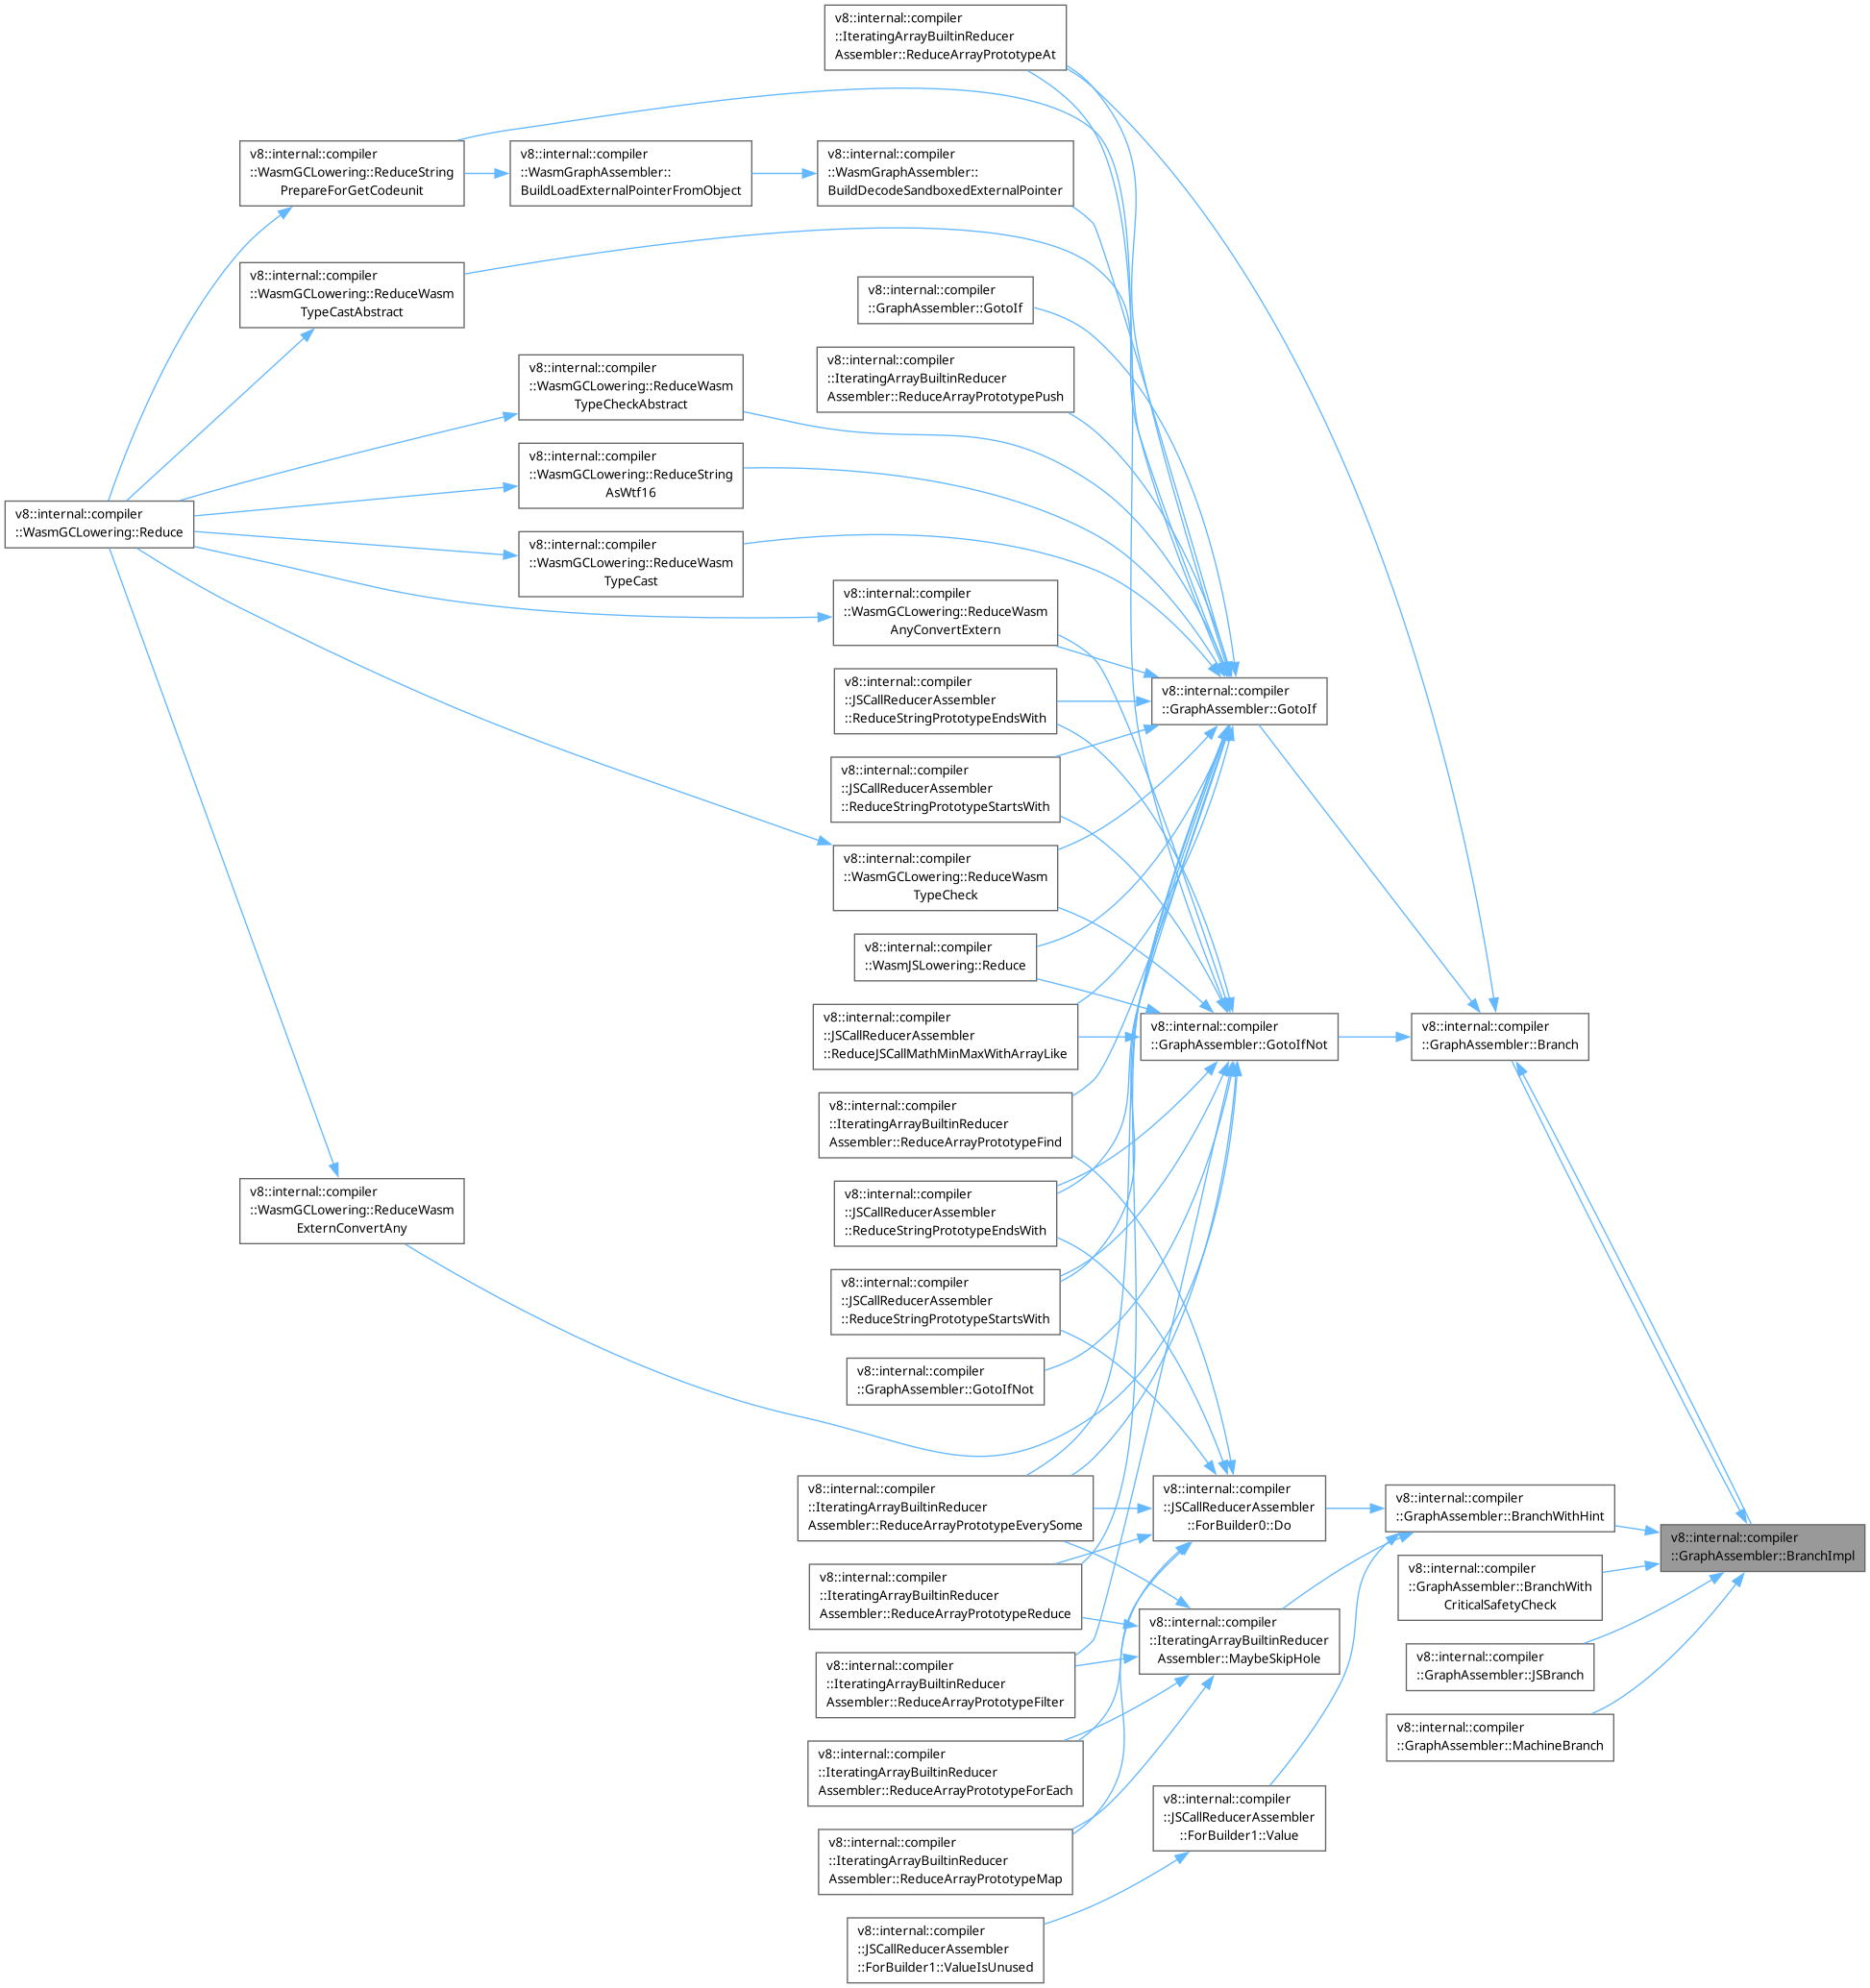 v8::internal::compiler
::IteratingArrayBuiltinReducer
Assembler::ReduceArrayPrototypeAt
v8::internal::compiler
::WasmGCLowering::ReduceString
PrepareForGetCodeunit
v8::internal::compiler
::WasmGraphAssembler::
BuildLoadExternalPointerFromObject
v8::internal::compiler
::WasmGraphAssembler::
BuildDecodeSandboxedExternalPointer
v8::internal::compiler
::WasmGCLowering::ReduceWasm
TypeCastAbstract
v8::internal::compiler
::GraphAssembler::GotoIf
v8::internal::compiler
::IteratingArrayBuiltinReducer
Assembler::ReduceArrayPrototypePush
v8::internal::compiler
::WasmGCLowering::ReduceWasm
TypeCheckAbstract
v8::internal::compiler
::WasmGCLowering::ReduceString
AsWtf16
v8::internal::compiler
::WasmGCLowering::Reduce
v8::internal::compiler
::WasmGCLowering::ReduceWasm
TypeCast
v8::internal::compiler
::WasmGCLowering::ReduceWasm
AnyConvertExtern
v8::internal::compiler
::JSCallReducerAssembler
::ReduceStringPrototypeEndsWith
v8::internal::compiler
::GraphAssembler::GotoIf
v8::internal::compiler
::JSCallReducerAssembler
::ReduceStringPrototypeStartsWith
v8::internal::compiler
::WasmGCLowering::ReduceWasm
TypeCheck
v8::internal::compiler
::WasmJSLowering::Reduce
v8::internal::compiler
::JSCallReducerAssembler
::ReduceJSCallMathMinMaxWithArrayLike
v8::internal::compiler
::GraphAssembler::GotoIfNot
v8::internal::compiler
::GraphAssembler::Branch
v8::internal::compiler
::IteratingArrayBuiltinReducer
Assembler::ReduceArrayPrototypeFind
v8::internal::compiler
::WasmGCLowering::ReduceWasm
ExternConvertAny
v8::internal::compiler
::JSCallReducerAssembler
::ReduceStringPrototypeEndsWith
v8::internal::compiler
::JSCallReducerAssembler
::ReduceStringPrototypeStartsWith
v8::internal::compiler
::GraphAssembler::GotoIfNot
v8::internal::compiler
::IteratingArrayBuiltinReducer
Assembler::ReduceArrayPrototypeEverySome
v8::internal::compiler
::JSCallReducerAssembler
::ForBuilder0::Do
v8::internal::compiler
::GraphAssembler::BranchWithHint
v8::internal::compiler
::GraphAssembler::BranchImpl
v8::internal::compiler
::GraphAssembler::BranchWith
CriticalSafetyCheck
v8::internal::compiler
::IteratingArrayBuiltinReducer
Assembler::ReduceArrayPrototypeReduce
v8::internal::compiler
::IteratingArrayBuiltinReducer
Assembler::MaybeSkipHole
v8::internal::compiler
::GraphAssembler::JSBranch
v8::internal::compiler
::IteratingArrayBuiltinReducer
Assembler::ReduceArrayPrototypeFilter
v8::internal::compiler
::GraphAssembler::MachineBranch
v8::internal::compiler
::IteratingArrayBuiltinReducer
Assembler::ReduceArrayPrototypeForEach
v8::internal::compiler
::JSCallReducerAssembler
::ForBuilder1::Value
v8::internal::compiler
::IteratingArrayBuiltinReducer
Assembler::ReduceArrayPrototypeMap
v8::internal::compiler
::JSCallReducerAssembler
::ForBuilder1::ValueIsUnused